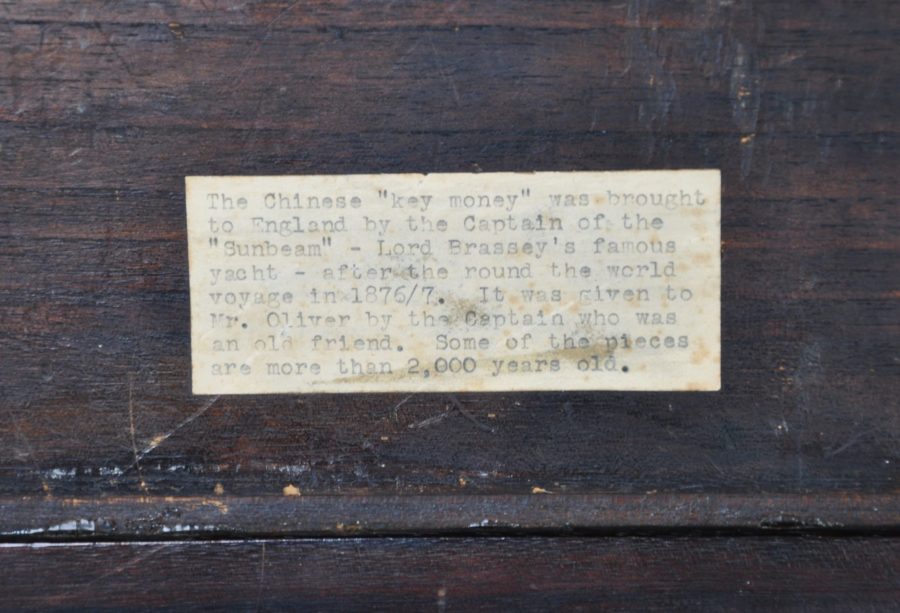 The Chinese "key money" was brought
to England by the Captain of the
"Sunbeam" - Lord Brassey's famous
yacht - after the round the world
voyage in 1876/7. It was given to
Mr. Oliver by the Captain who was
an old friend. Some of the pieces
are more than 2,000 years old.